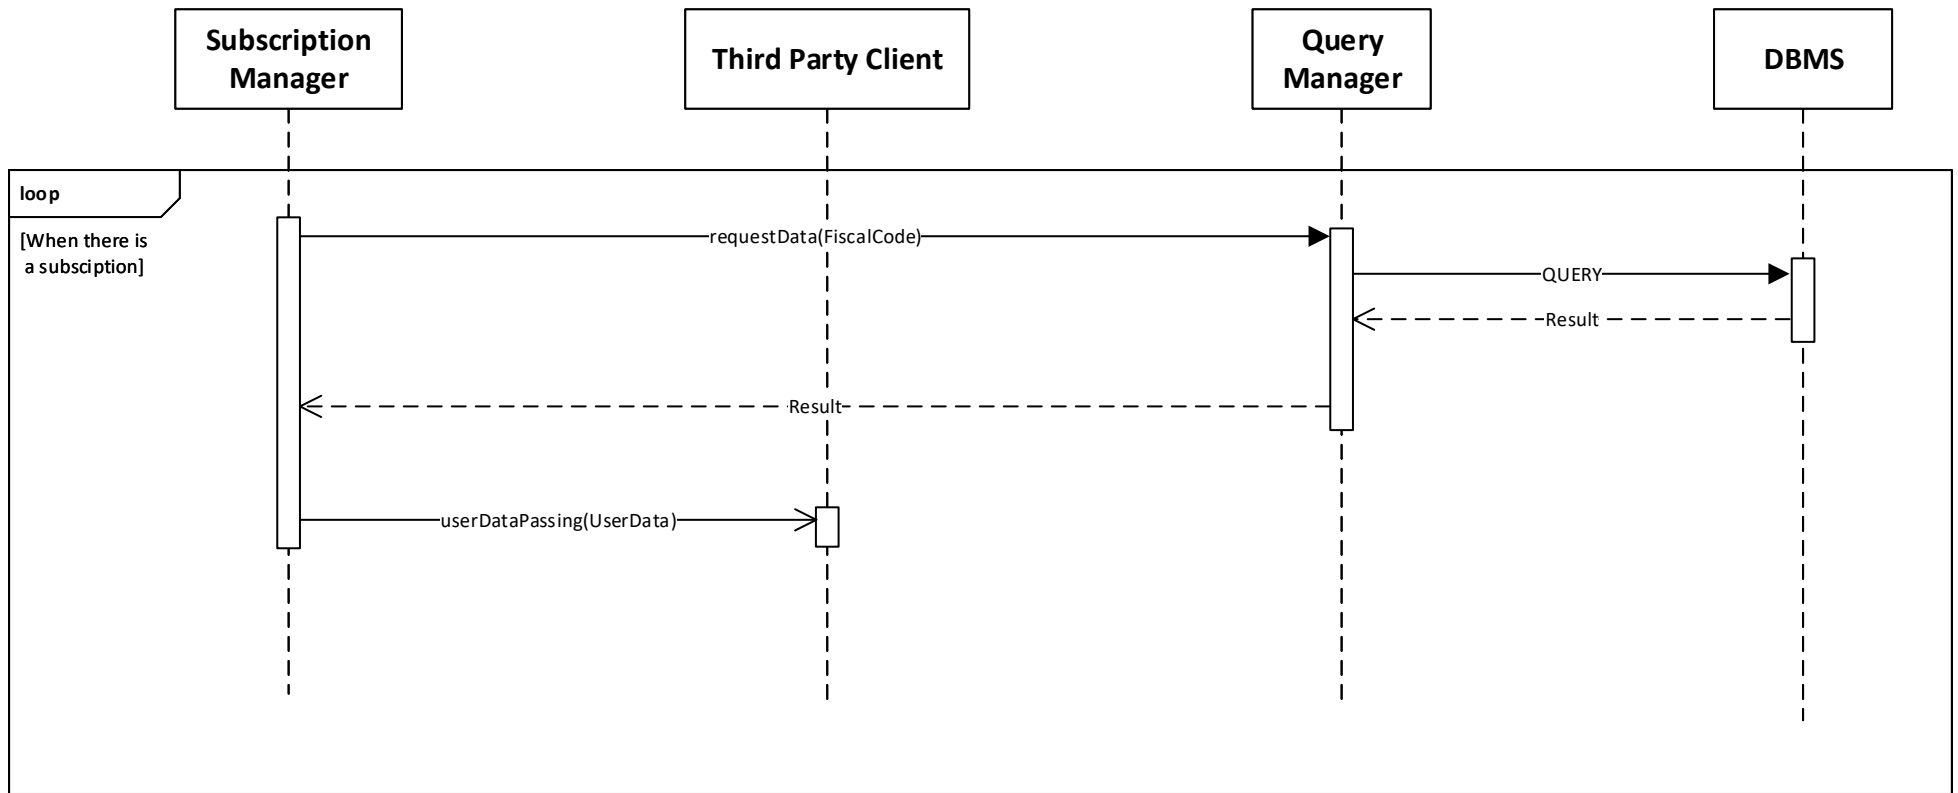 Subscription
Manager
Third Party Client
Query
Manager
DBMS
loop
[When there is
a subsciption]
requestData(FiscalCode)
QUERY
Result
Result
userDataPassing(UserData)